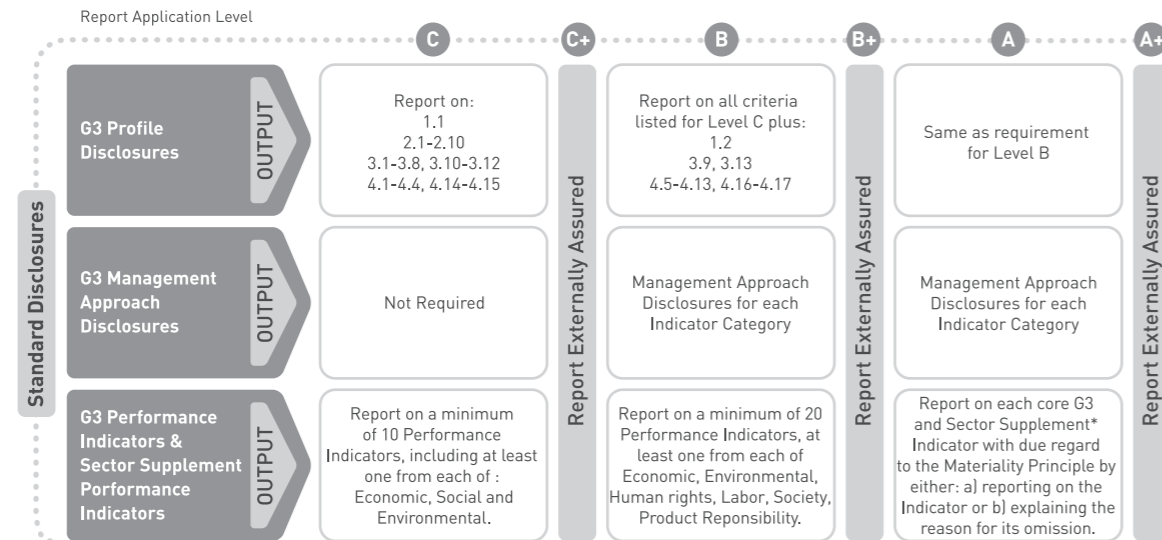 Report Application Level
C
C+
B
B+
A
A+
Standard Disclosures
G3 Profile
Disclosures
OUTPUT
Report on:
1.1
2.1-2.10
3.1-3.8, 3.10-3.12
4.1-4.4, 4.14-4.15
Report on all criteria
listed for Level C plus:
1.2
3.9, 3.13
4.5-4.13, 4.16-4.17
Same as requirement
for Level B
G3 Management
Approach
Disclosures
OUTPUT
Not Required
Report Externally Assured
Management Approach
Disclosures for each
Indicator Category
Report Externally Assured
Management Approach
Disclosures for each
Indicator Category
Report Externally Assured
G3 Performance
Indicators &
Sector Supplement
Porformance
Indicators
OUTPUT
Report on a minimum
of 10 Performance
Indicators, including at least
one from each of :
Economic, Social and
Environmental.
Report on a minimum of 20
Performance Indicators, at
least one from each of
Economic, Environmental,
Human rights, Labor, Society,
Product Reponsibility.
Report on each core G3
and Sector Supplement*
Indicator with due regard
to the Materiality Principle by
either: a) reporting on the
Indicator or b) explaining the
reason for its omission.